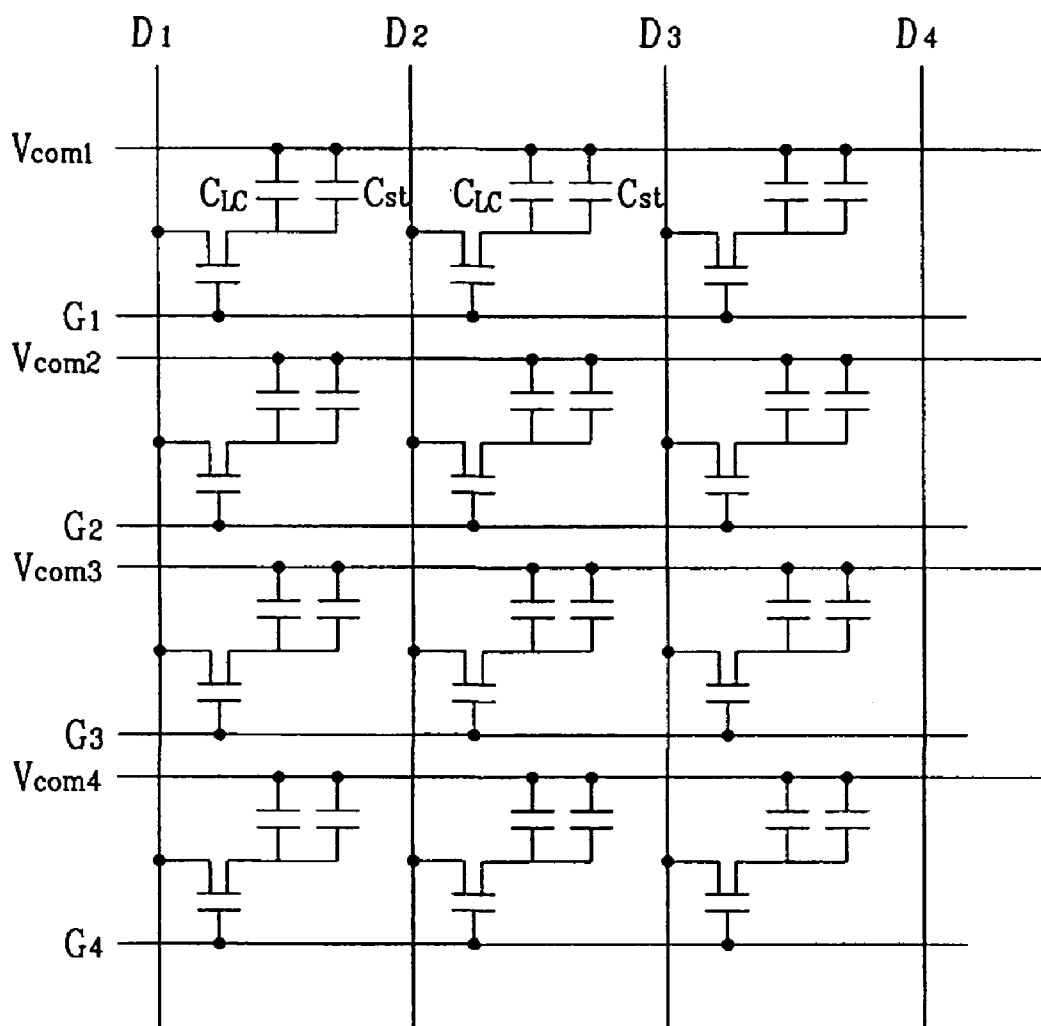 D1 D2 D3 D4
Vcom1
CLC Cst CLC Cst
G1
Vcom2
G2
Vcom3
G3
Vcom4
G4